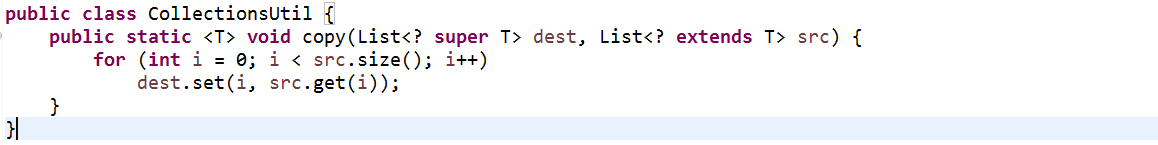 public class CollectionsUtil {
    public static <T> void copy(List<? super T> dest, List<? extends T> src) {
        for (int i = 0; i < src.size(); i++)
            dest.set(i, src.get(i));
    }
}